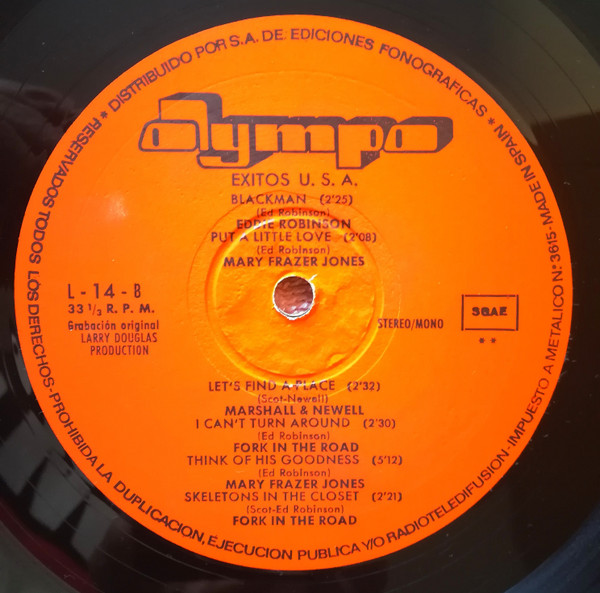 RESERVADOS TODOS LOS DERECHOS-PROHIBIDA LA DUPLICACION, EJECUCION PUBLICA Y/O RADIOTELEDIFUSION-IMPUESTO A METALICO N.º 3615-MADE IN SPAIN
* DISTRIBUIDO POR S.A. DE EDICIONES FONOGRAFICAS *
olympo
EXITOS U. S. A.
BLACKMAN (2'25)
(Ed Robinson)
EDDIE ROBINSON
PUT A LITTLE LOVE (2'08)
(Ed Robinson)
MARY FRAZER JONES
L - 14 - B
33 1/3 R. P. M.
Grabación original
LARRY DOUGLAS
PRODUCTION
STEREO/MONO
SGAE
* *
LET'S FIND A PLACE (2'32)
(Scot-Newell)
MARSHALL & NEWELL
I CAN'T TURN AROUND (2'30)
(Ed Robinson)
FORK IN THE ROAD
THINK OF HIS GOODNESS (5'12)
(Ed Robinson)
MARY FRAZER JONES
SKELETONS IN THE CLOSET (2'21)
(Scot-Ed Robinson)
FORK IN THE ROAD